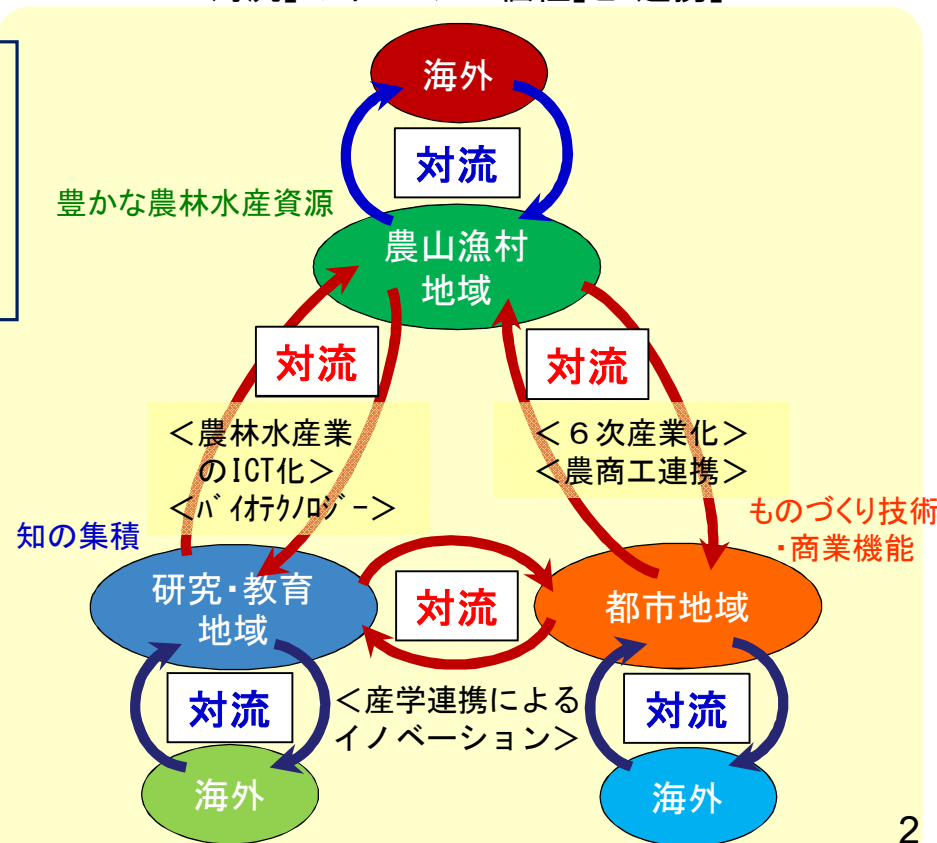 海外
対流
豊かな農林水産資源
農山漁村
地域
対流
対流
＜農林水産業
のICT化＞
＜ﾊﾞｲｵﾃｸﾉﾛｼﾞｰ＞
＜６次産業化＞
＜農商工連携＞
知の集積
ものづくり技術
・商業機能
研究・教育
地域
対流
都市地域
対流
＜産学連携による
イノベーション＞
対流
海外
海外
2